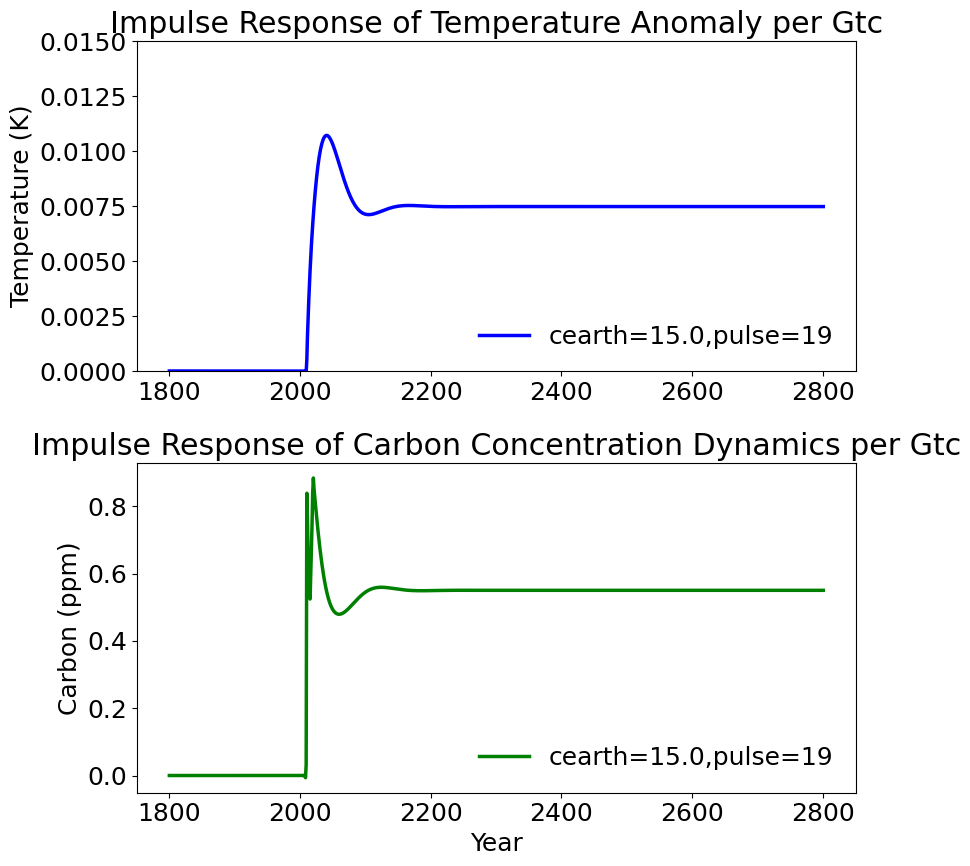 Impulse Response of Temperature Anomaly per Gtc
0.0150
0.0125
0.0100
0.0075
0.0050
0.0025
0.0000
Temperature (K)
cearth=15.0,pulse=19
1800 2000 2200 2400 2600 2800
Impulse Response of Carbon Concentration Dynamics per Gtc
0.8
0.6
0.4
0.2
0.0
Carbon (ppm)
cearth=15.0,pulse=19
1800 2000 2200 2400 2600 2800
Year